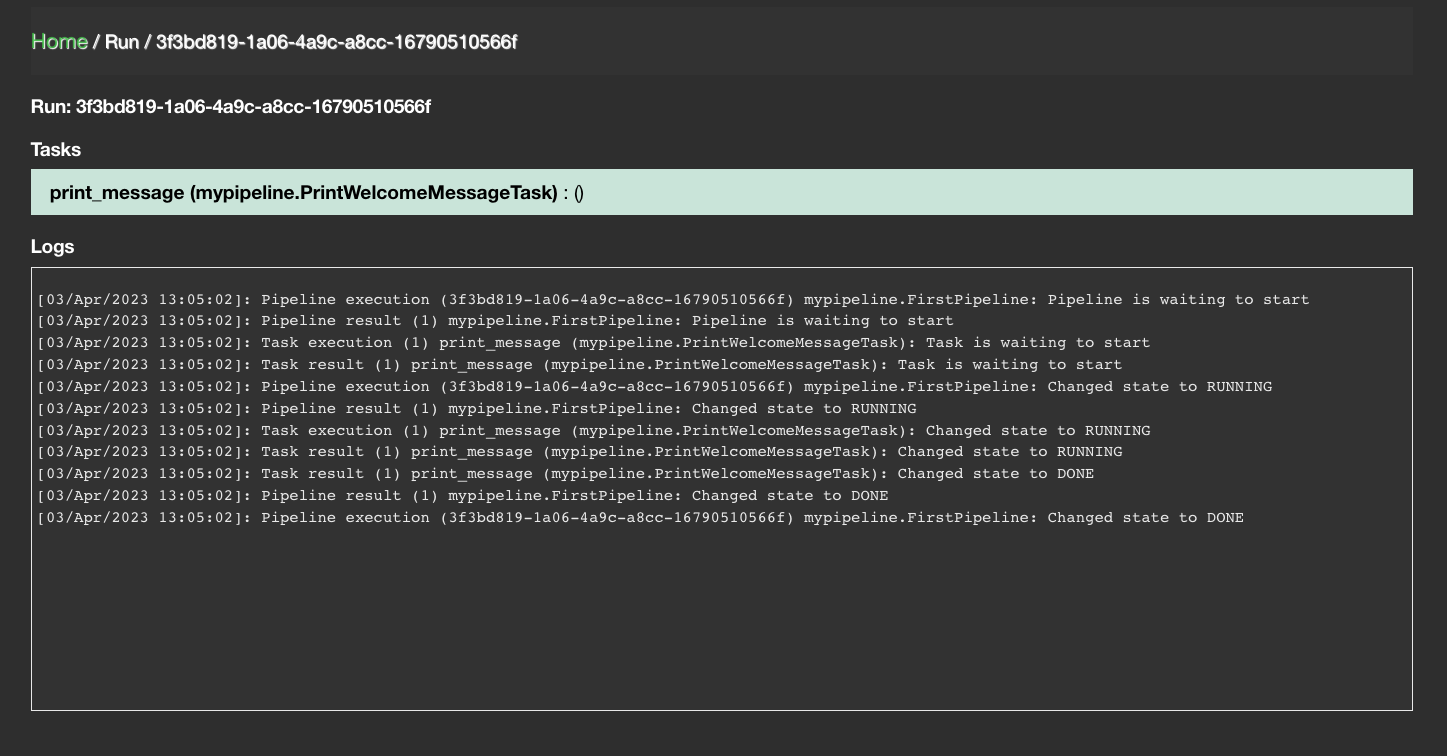 Home / Run / 3f3bd819-1a06-4a9c-a8cc-16790510566f
Run: 3f3bd819-1a06-4a9c-a8cc-16790510566f
Tasks
print_message (mypipeline.PrintWelcomeMessageTask) : ()
Logs
[03/Apr/2023 13:05:02]: Pipeline execution (3f3bd819-1a06-4a9c-a8cc-16790510566f) mypipeline.FirstPipeline: Pipeline is waiting to start
[03/Apr/2023 13:05:02]: Pipeline result (1) mypipeline.FirstPipeline: Pipeline is waiting to start
[03/Apr/2023 13:05:02]: Task execution (1) print_message (mypipeline.PrintWelcomeMessageTask): Task is waiting to start
[03/Apr/2023 13:05:02]: Task result (1) print_message (mypipeline.PrintWelcomeMessageTask): Task is waiting to start
[03/Apr/2023 13:05:02]: Pipeline execution (3f3bd819-1a06-4a9c-a8cc-16790510566f) mypipeline.FirstPipeline: Changed state to RUNNING
[03/Apr/2023 13:05:02]: Pipeline result (1) mypipeline.FirstPipeline: Changed state to RUNNING
[03/Apr/2023 13:05:02]: Task execution (1) print_message (mypipeline.PrintWelcomeMessageTask): Changed state to RUNNING
[03/Apr/2023 13:05:02]: Task result (1) print_message (mypipeline.PrintWelcomeMessageTask): Changed state to RUNNING
[03/Apr/2023 13:05:02]: Task result (1) print_message (mypipeline.PrintWelcomeMessageTask): Changed state to DONE
[03/Apr/2023 13:05:02]: Pipeline result (1) mypipeline.FirstPipeline: Changed state to DONE
[03/Apr/2023 13:05:02]: Pipeline execution (3f3bd819-1a06-4a9c-a8cc-16790510566f) mypipeline.FirstPipeline: Changed state to DONE